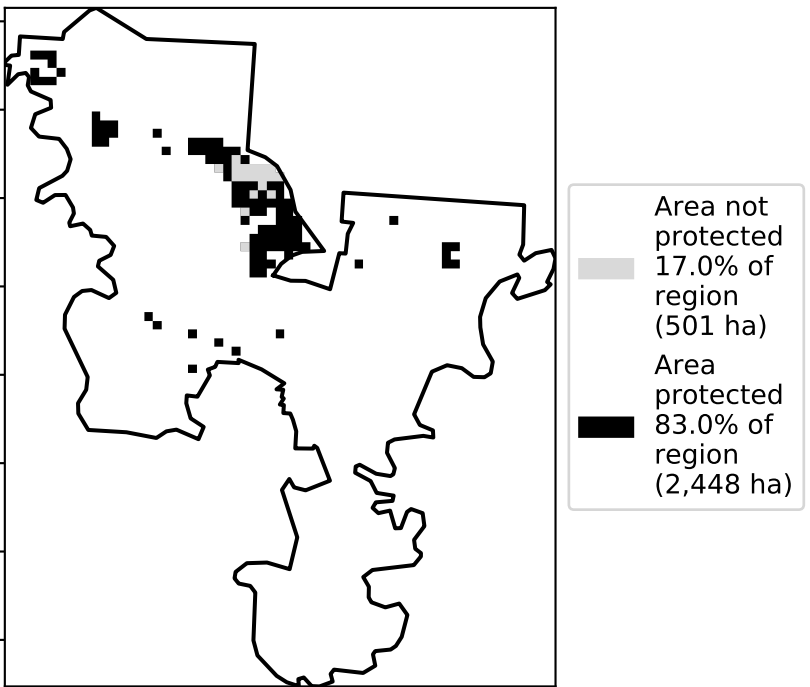 Area not
protected
17.0% of
region
(501 ha)
Area
protected
83.0% of
region
(2,448 ha)